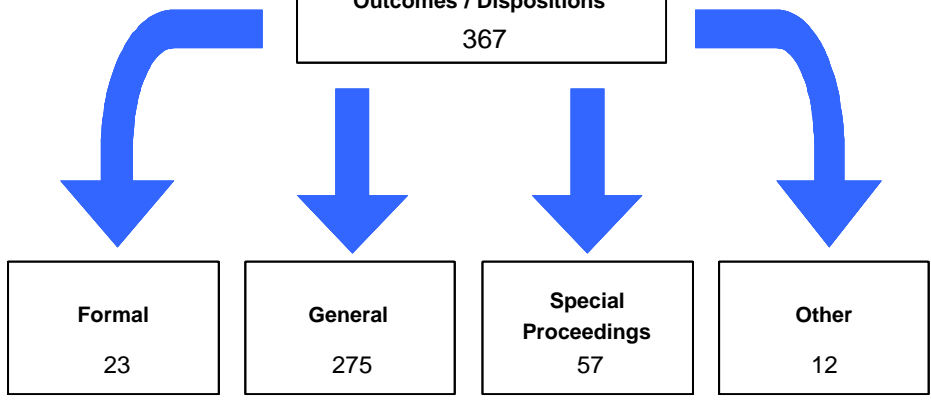 Outcomes / Dispositions
367
Formal
23
General
275
Special
Proceedings
57
Other
12